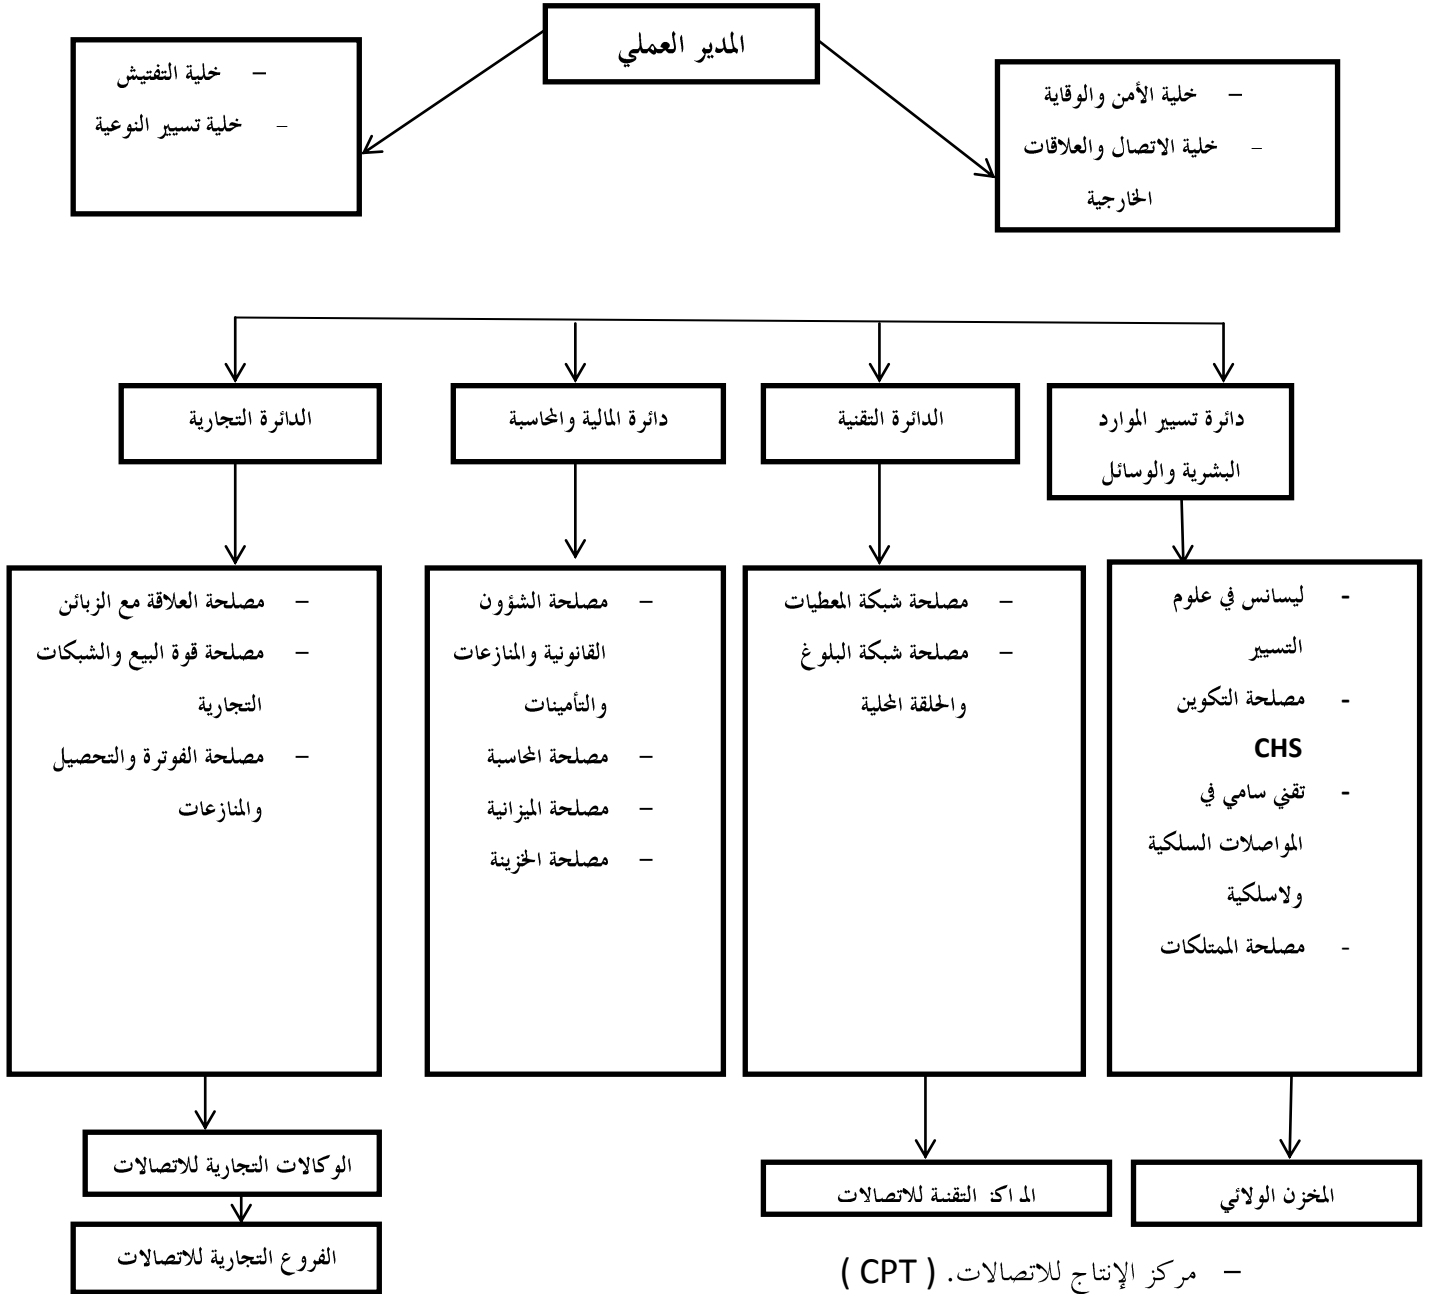 المدير العملي
– خلية الأمن والوقاية
– خلية الاتصال والعلاقات
الخارجية
– خلية التفتيش
- خلية تسيير النوعية
دائرة تسيير الموارد
البشرية والوسائل
الدائرة التقنية
دائرة المالية والمحاسبة
الدائرة التجارية
- ليسانس في علوم
التسيير
- مصلحة التكوين
CHS
- تقني سامي في
المواصلات السلكية
ولاسلكية
- مصلحة الممتلكات
– مصلحة شبكة المعطيات
– مصلحة شبكة البلوغ
والحلقة المحلية
– مصلحة الشؤون
القانونية والمنازعات
والتأمينات
– مصلحة المحاسبة
– مصلحة الميزانية
– مصلحة الخزينة
– مصلحة العلاقة مع الزبائن
– مصلحة قوة البيع والشبكات
التجارية
– مصلحة الفوترة والتحصيل
والمنازعات
المخزن الولائي
المراكز التقنية للاتصالات
الوكالات التجارية للاتصالات
الفروع التجارية للاتصالات
– مركز الإنتاج للاتصالات. ( CPT )